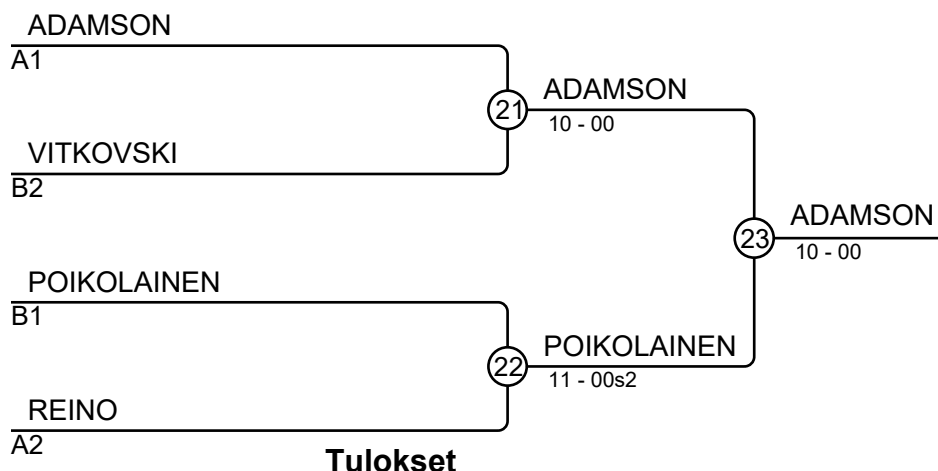 ADAMSON
A1
21
ADAMSON
10 - 00
VITKOVSKI
B2
23
ADAMSON
10 - 00
POIKOLAINEN
B1
22
POIKOLAINEN
11 - 00s2
REINO
A2
Tulokset